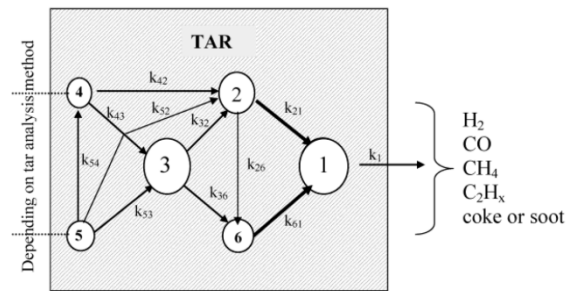 TAR
Depending on tar analysis method
4
k42
2
k43
k52
k32
k21
k54
3
k26
1
k1
k53
k36
k61
5
6
H2
CO
CH4
C2Hx
coke or soot